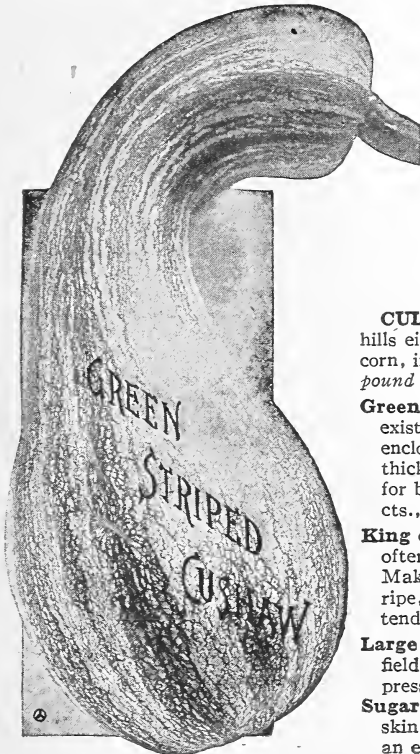 GREEN
STRIPED
CUSHAW
CUL
hills ei
corn, i
pound
Green
exist
enclo
thick
for b
cts.,
King
often
Mak
ripe,
tend
Large
field
press
Sugar
skin
an e